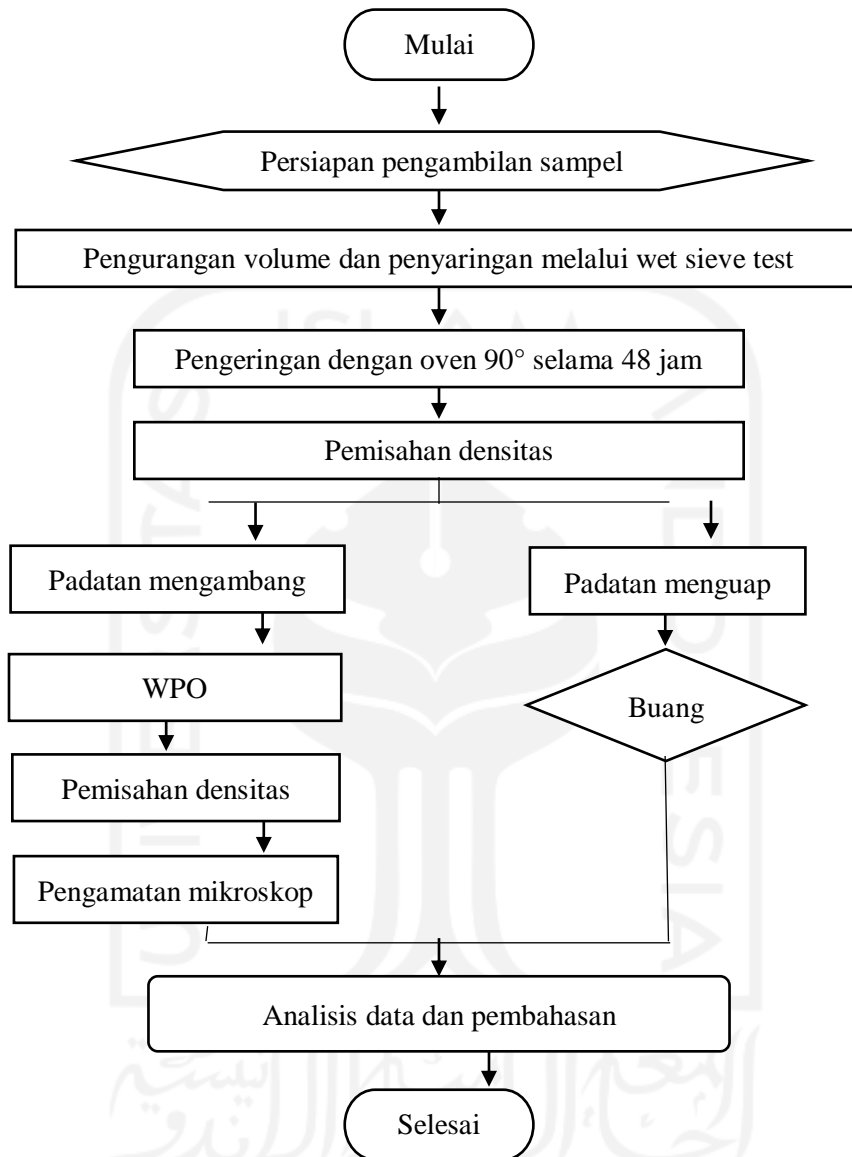 Mulai
Persiapan pengambilan sampel
Pengurangan volume dan penyaringan melalui wet sieve test
Pengeringan dengan oven 90° selama 48 jam
Pemisahan densitas
Padatan mengambang
Padatan menguap
WPO
Buang
Pemisahan densitas
Pengamatan mikroskop
Analisis data dan pembahasan
Selesai